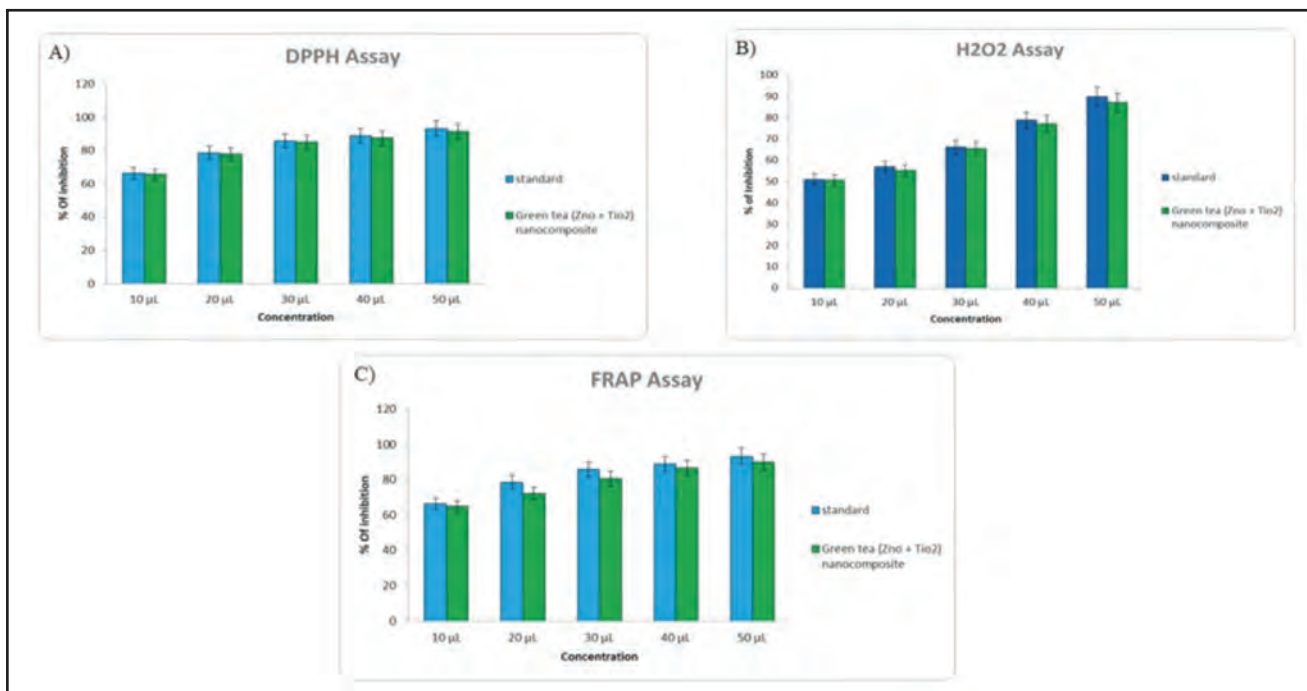 A)
DPPH Assay
120
100
80
60
40
20
0
% Of Inhibition
10 µL 20 µL 30 µL 40 µL 50 µL
Concentration
standard
Green tea (Zno + Tio2)
nanocomposite
B)
H2O2 Assay
100
90
80
70
60
50
40
30
20
10
0
% of Inhibition
10 µL 20 µL 30 µL 40 µL 50 µL
Concentration
standard
Green tea (Zno + Tio2)
nanocomposite
C)
FRAP Assay
120
100
80
60
40
20
0
% Of Inhibition
10 µL 20 µL 30 µL 40 µL 50 µL
Concentration
standard
Green tea (Zno + Tio2)
nanocomposite